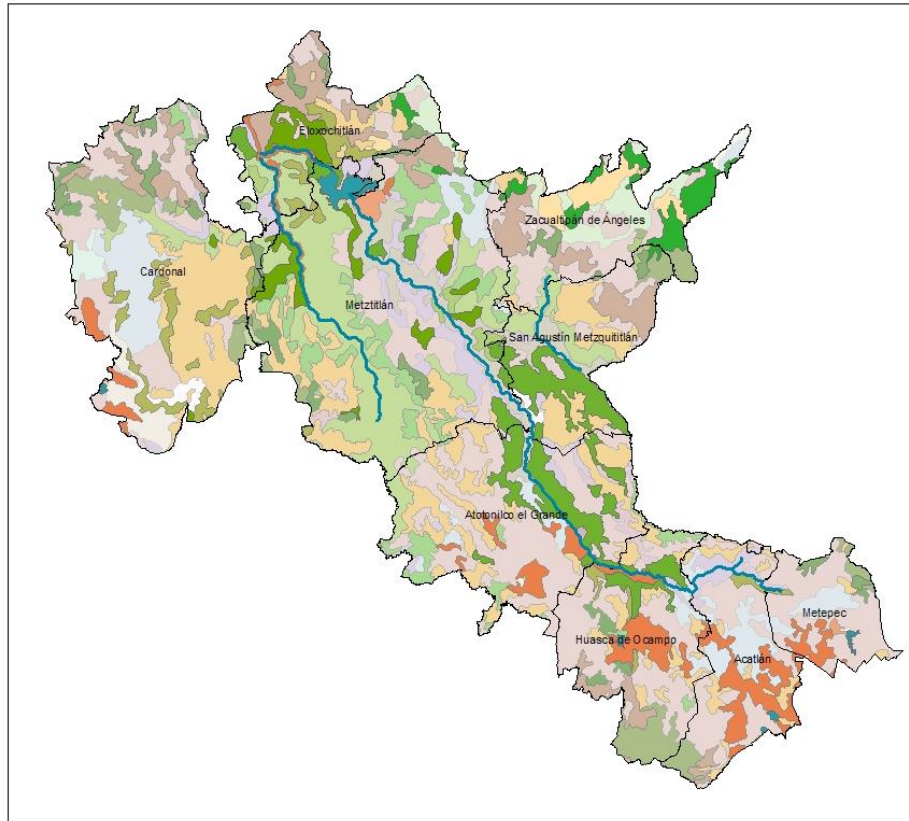 Eloxochitlán
Zacualtipán de Ángeles
Cardonal
Metztitlán
San Agustín Metzquititlán
Atotonilco el Grande
Metepec
Huasca de Ocampo
Acatlán